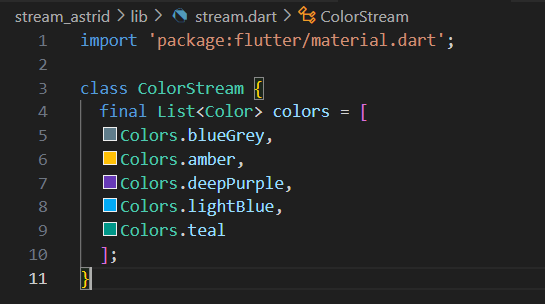 stream_astrid > lib > stream.dart > ColorStream
1 import 'package:flutter/material.dart';
2
3 class ColorStream {
4 final List<Color> colors = [
5 Colors.blueGrey,
6 Colors.amber,
7 Colors.deepPurple,
8 Colors.lightBlue,
9 Colors.teal
10 ];
11 }